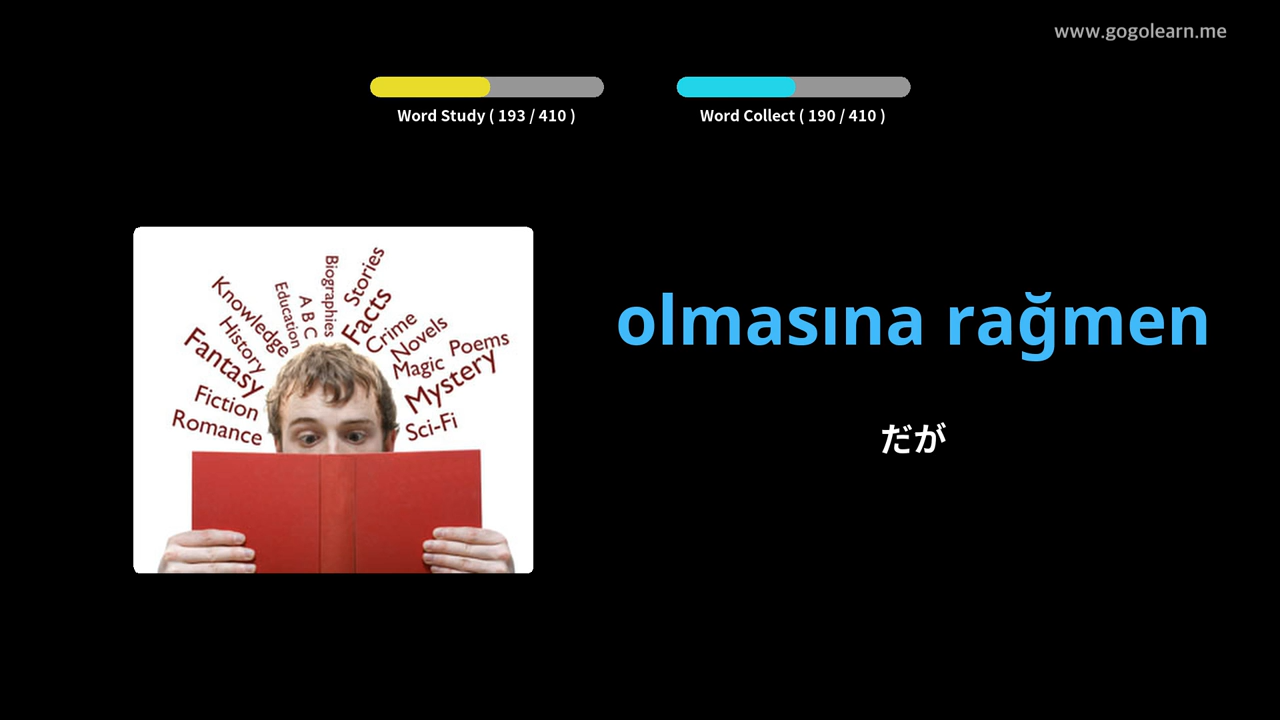 www.gogolearn.me
Word Study ( 193 / 410 )
Word Collect ( 190 / 410 )
Romance
Fiction
Fantasy
History
Knowledge
Education
A B C
Biographies
Stories
Facts
Crime
Novels
Magic
Poems
Mystery
Sci-Fi
olmasına rağmen
だが